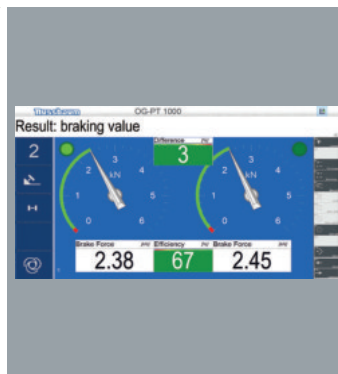 Nussbaum OG-PT 1000
Result: braking value
Difference
3
2
3 4
2 kN 5
1
0 6
3 4
2 kN 5
1
0 6
Brake Force Efficiency Brake Force
2.38 67 2.45